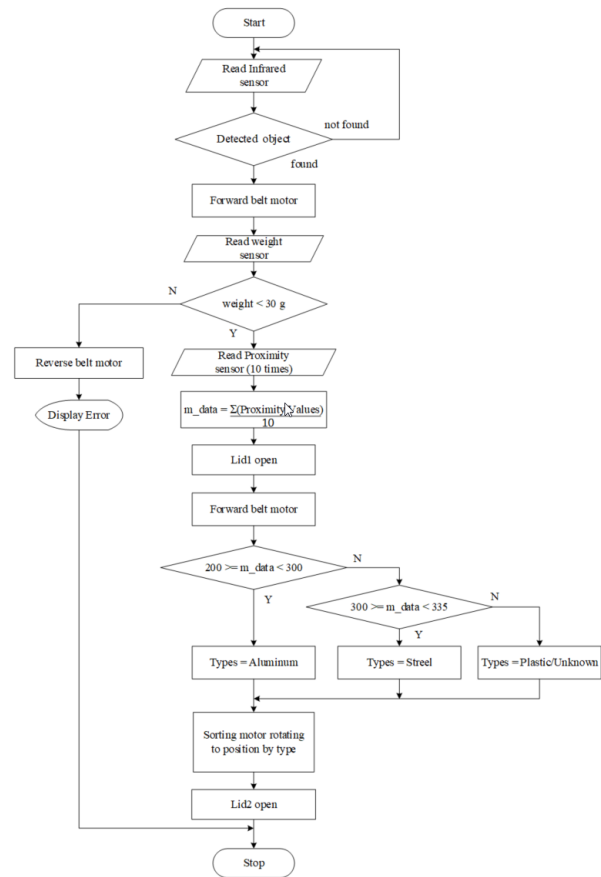 Start
Read Infrared
sensor
not found
Detected object
found
Forward belt motor
Read weight
sensor
N
weight < 30 g
Y
Reverse belt motor
Read Proximity
sensor (10 times)
Display Error
m_data = Σ(Proximity Values)
10
Lid1 open
Forward belt motor
200 >= m_data < 300
N
Y
300 >= m_data < 335
N
Y
Types = Aluminum
Types = Streel
Types = Plastic/Unknown
Sorting motor rotating
to position by type
Lid2 open
Stop